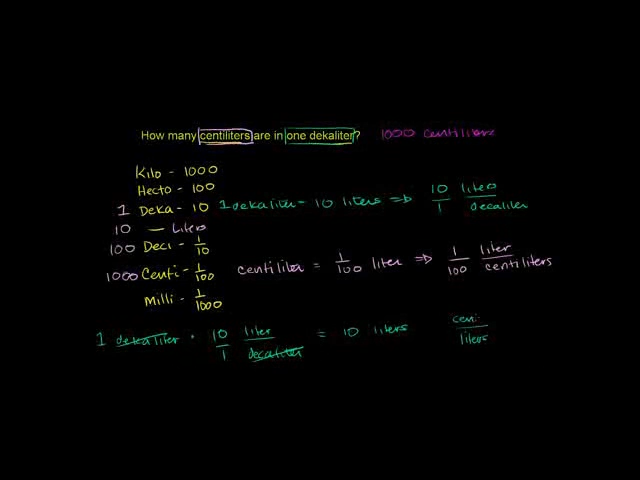 How many centiliters are in one dekaliter? 1000 centiliters
Kilo - 1000
Hecto - 100
1 Deka - 10 1 dekaliter = 10 liters ⇒ 10/1 liters/decaliter
10 — Liters
100 Deci - 1/10
1000 Centi - 1/100 centiliter = 1/100 liter ⇒ 1/100 liter/centiliters
Milli - 1/1000
1 dekaliter · 10/1 liter/decaliter = 10 liters centi/liters